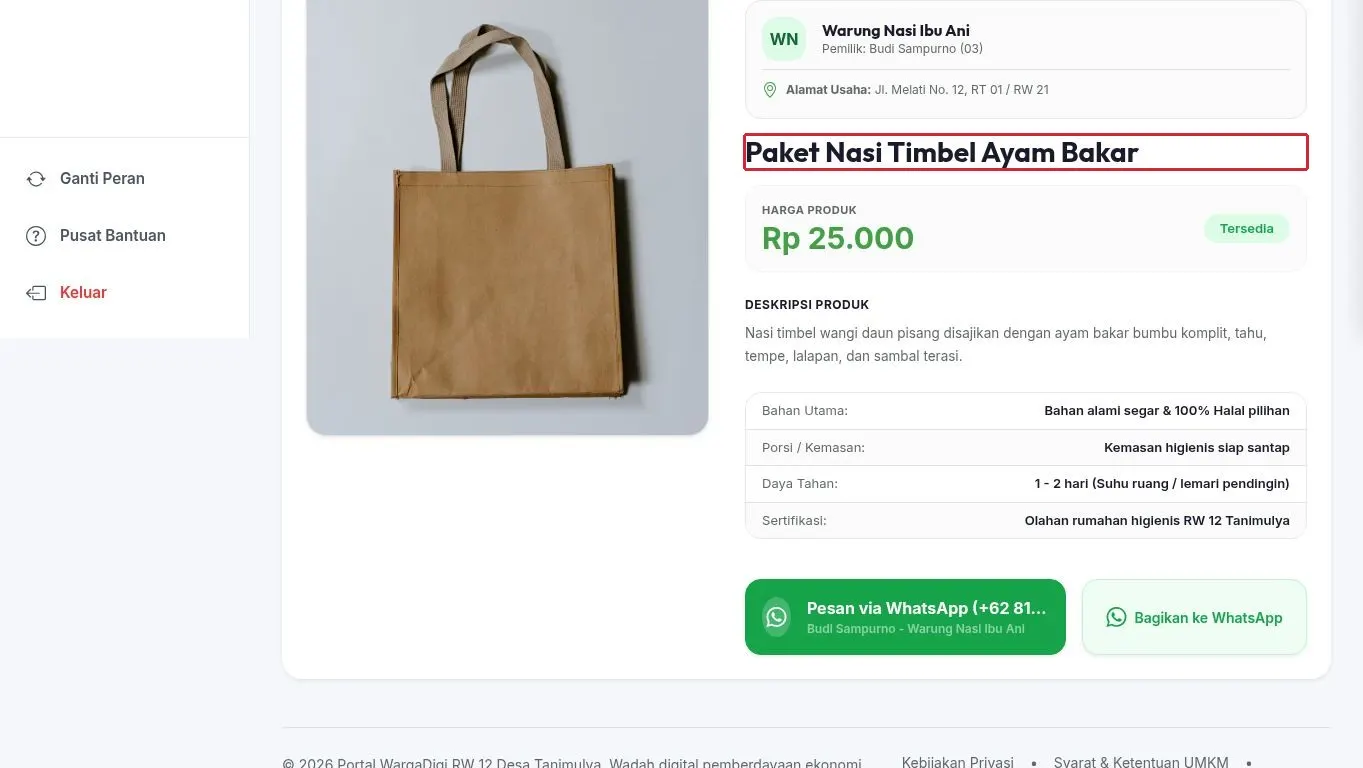 WN
Warung Nasi Ibu Ani
Pemilik: Budi Sampurno (03)
Alamat Usaha: Jl. Melati No. 12, RT 01 / RW 21
Paket Nasi Timbel Ayam Bakar
Ganti Peran
Pusat Bantuan
Keluar
HARGA PRODUK
Rp 25.000
Tersedia
DESKRIPSI PRODUK
Nasi timbel wangi daun pisang disajikan dengan ayam bakar bumbu komplit, tahu,
tempe, lalapan, dan sambal terasi.
Bahan Utama: Bahan alami segar & 100% Halal pilihan
Porsi / Kemasan: Kemasan higienis siap santap
Daya Tahan: 1 - 2 hari (Suhu ruang / lemari pendingin)
Sertifikasi: Olahan rumahan higienis RW 12 Tanimulya
Pesan via WhatsApp (+62 81...
Budi Sampurno - Warung Nasi Ibu Ani
Bagikan ke WhatsApp
© 2026 Portal WargaDigi RW 12 Desa Tanimulya. Wadah digital pemberdayaan ekonomi
Kebijakan Privasi • Syarat & Ketentuan UMKM •